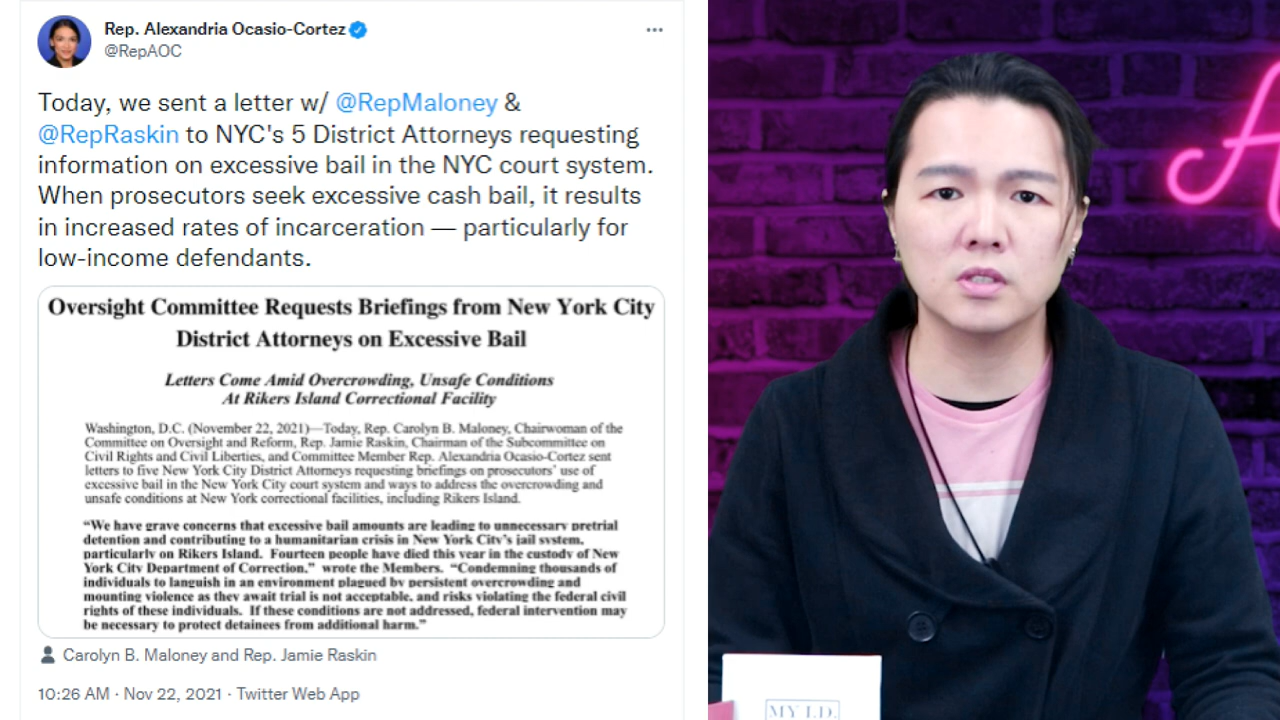 Rep. Alexandria Ocasio-Cortez
@RepAOC
Today, we sent a letter w/ @RepMaloney &
@RepRaskin to NYC's 5 District Attorneys requesting
information on excessive bail in the NYC court system.
When prosecutors seek excessive cash bail, it results
in increased rates of incarceration — particularly for
low-income defendants.
Oversight Committee Requests Briefings from New York City
District Attorneys on Excessive Bail
Letters Come Amid Overcrowding, Unsafe Conditions
At Rikers Island Correctional Facility
Washington, D.C. (November 22, 2021)—Today, Rep. Carolyn B. Maloney, Chairwoman of the
Committee on Oversight and Reform, Rep. Jamie Raskin, Chairman of the Subcommittee on
Civil Rights and Civil Liberties, and Committee Member Rep. Alexandria Ocasio-Cortez sent
letters to five New York City District Attorneys requesting briefings on prosecutors' use of
excessive bail in the New York City court system and ways to address the overcrowding and
unsafe conditions at New York correctional facilities, including Rikers Island.
“We have grave concerns that excessive bail amounts are leading to unnecessary pretrial
detention and contributing to a humanitarian crisis in New York City's jail system,
particularly on Rikers Island. Fourteen people have died this year in the custody of New
York City Department of Correction,” wrote the Members. “Condemning thousands of
individuals to languish in an environment plagued by persistent overcrowding and
mounting violence as they await trial is not acceptable, and risks violating the federal civil
rights of these individuals. If these conditions are not addressed, federal intervention may
be necessary to protect detainees from additional harm.”
Carolyn B. Maloney and Rep. Jamie Raskin
10:26 AM · Nov 22, 2021 · Twitter Web App
MY I.D.